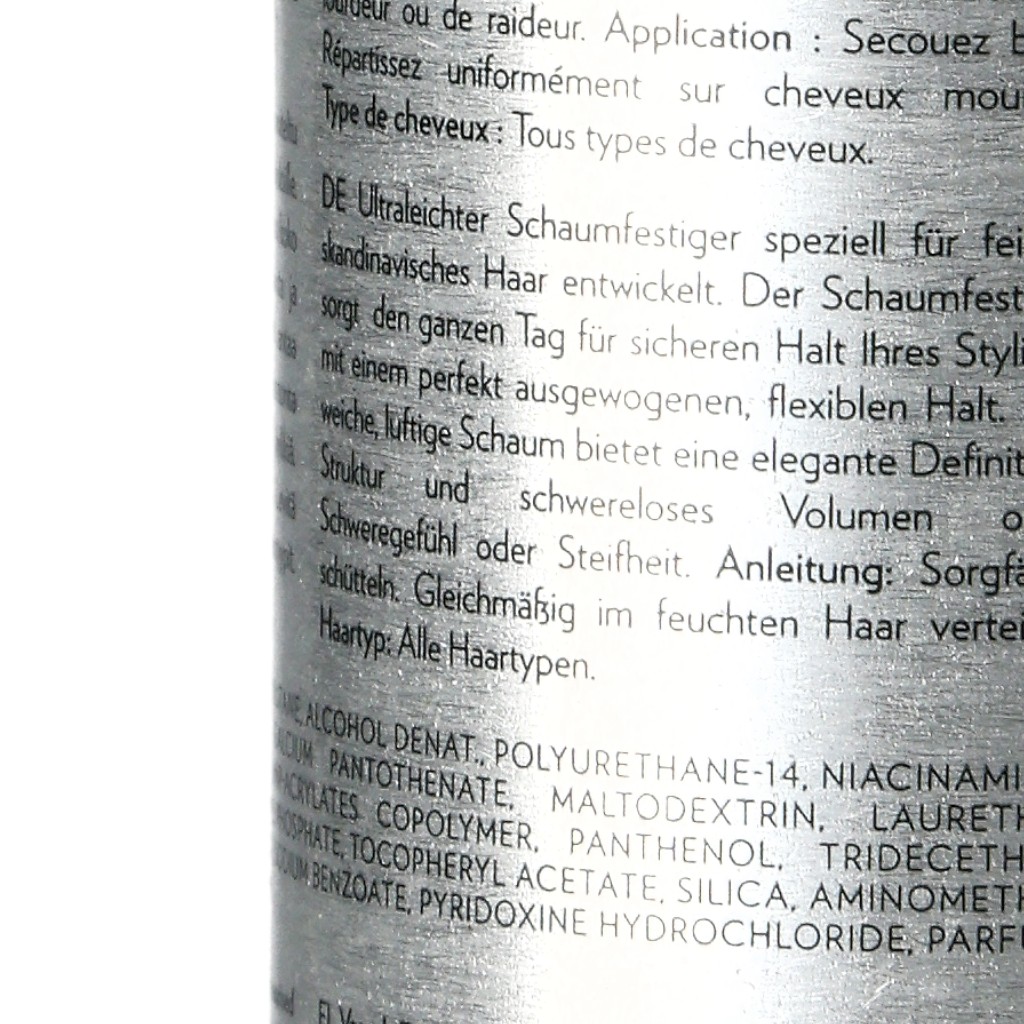 ou de raideur. Application : Secouez
Répartissez uniformément sur cheveux
Type de cheveux : Tous types de cheveux.
DE Ultraleichter Schaumfestiger speziell für
skandinavisches Haar entwickelt. Der
sorgt den ganzen Tag für sicheren Halt Ihres
mit einem perfekt ausgewogenen, flexiblen Halt.
weiche, luftige Schaum bietet eine elegante
Struktur und schwereloses Volumen
Schweregefühl oder Steifheit. Anleitung:
schütteln. Gleichmäßig im feuchten Haar
Haartyp: Alle Haartypen.
ALCOHOL DENAT., POLYURETHANE-14,
PANTOTHENATE, MALTODEXTRIN,
COPOLYMER, PANTHENOL,
TOCOPHERYL ACETATE, SILICA,
BENZOATE, PYRIDOXINE HYDROCHLORIDE,